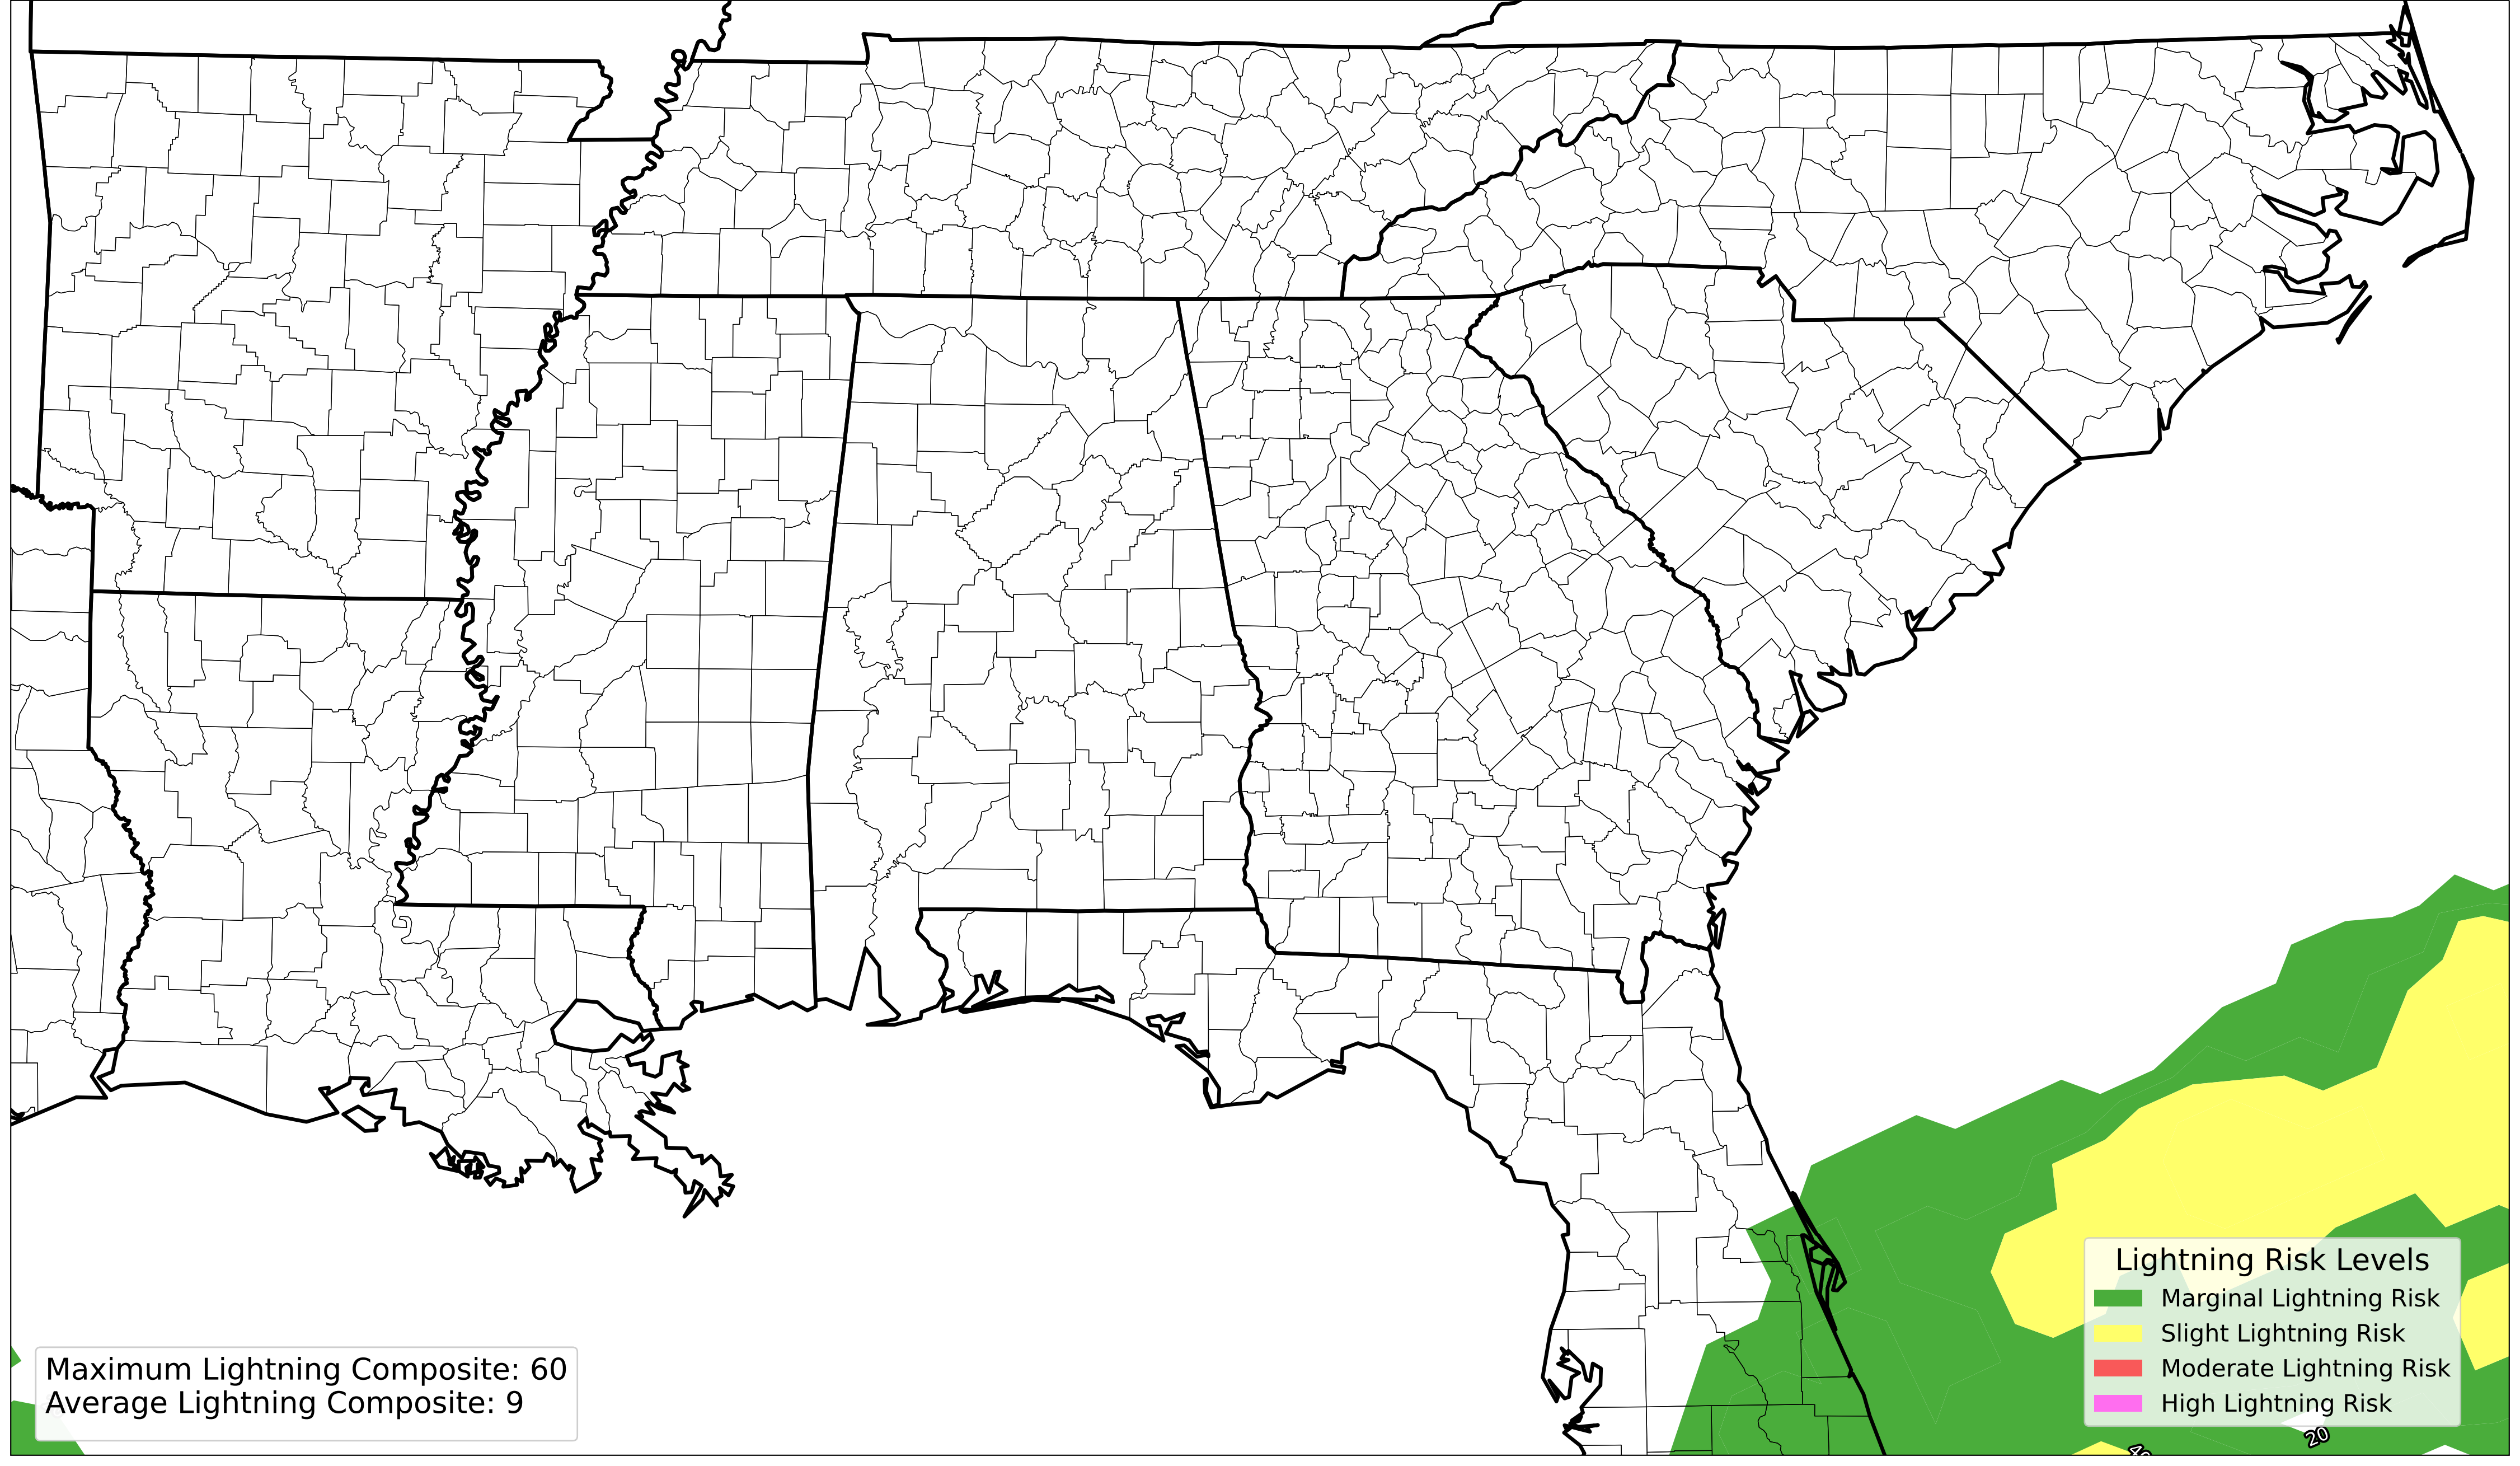 Maximum Lightning Composite: 60
Average Lightning Composite: 9
Lightning Risk Levels
Marginal Lightning Risk
Slight Lightning Risk
Moderate Lightning Risk
High Lightning Risk
20